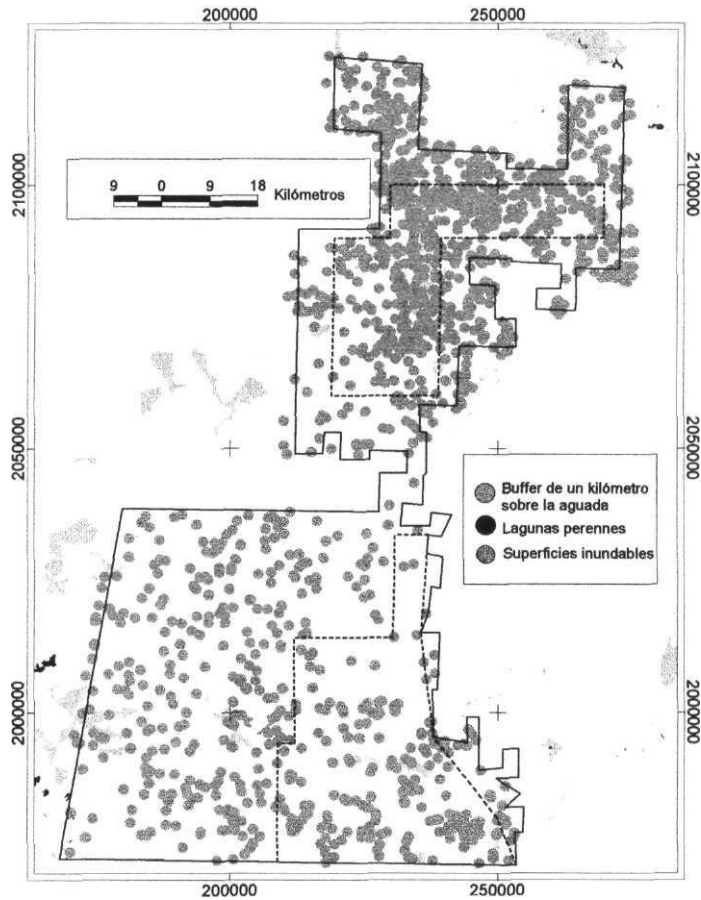 200000 250000
2100000 2100000
9 0 9 18 Kilómetros
2050000 2050000
Buffer de un kilómetro
sobre la aguada
Lagunas perennes
Superficies inundables
2000000 2000000
200000 250000